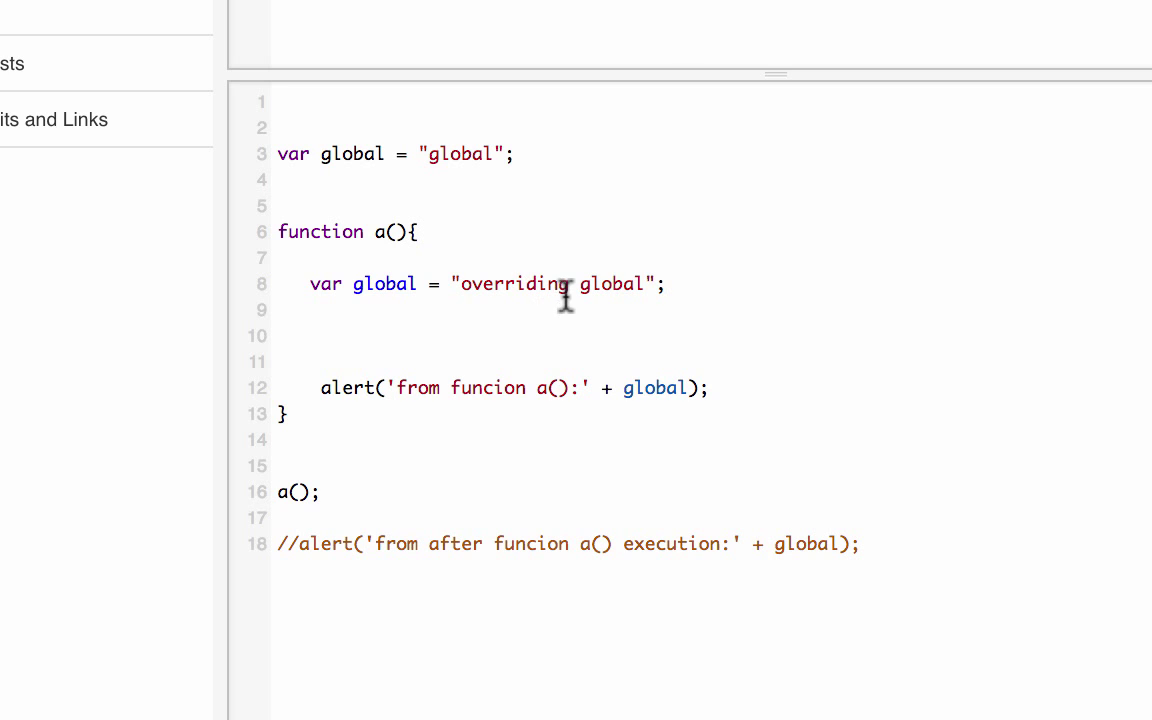 sts
its and Links
1
2
3 var global = "global";
4
5
6 function a(){
7
8 var global = "overriding global";
9
10
11
12 alert('from funcion a():' + global);
13 }
14
15
16 a();
17
18 //alert('from after funcion a() execution:' + global);